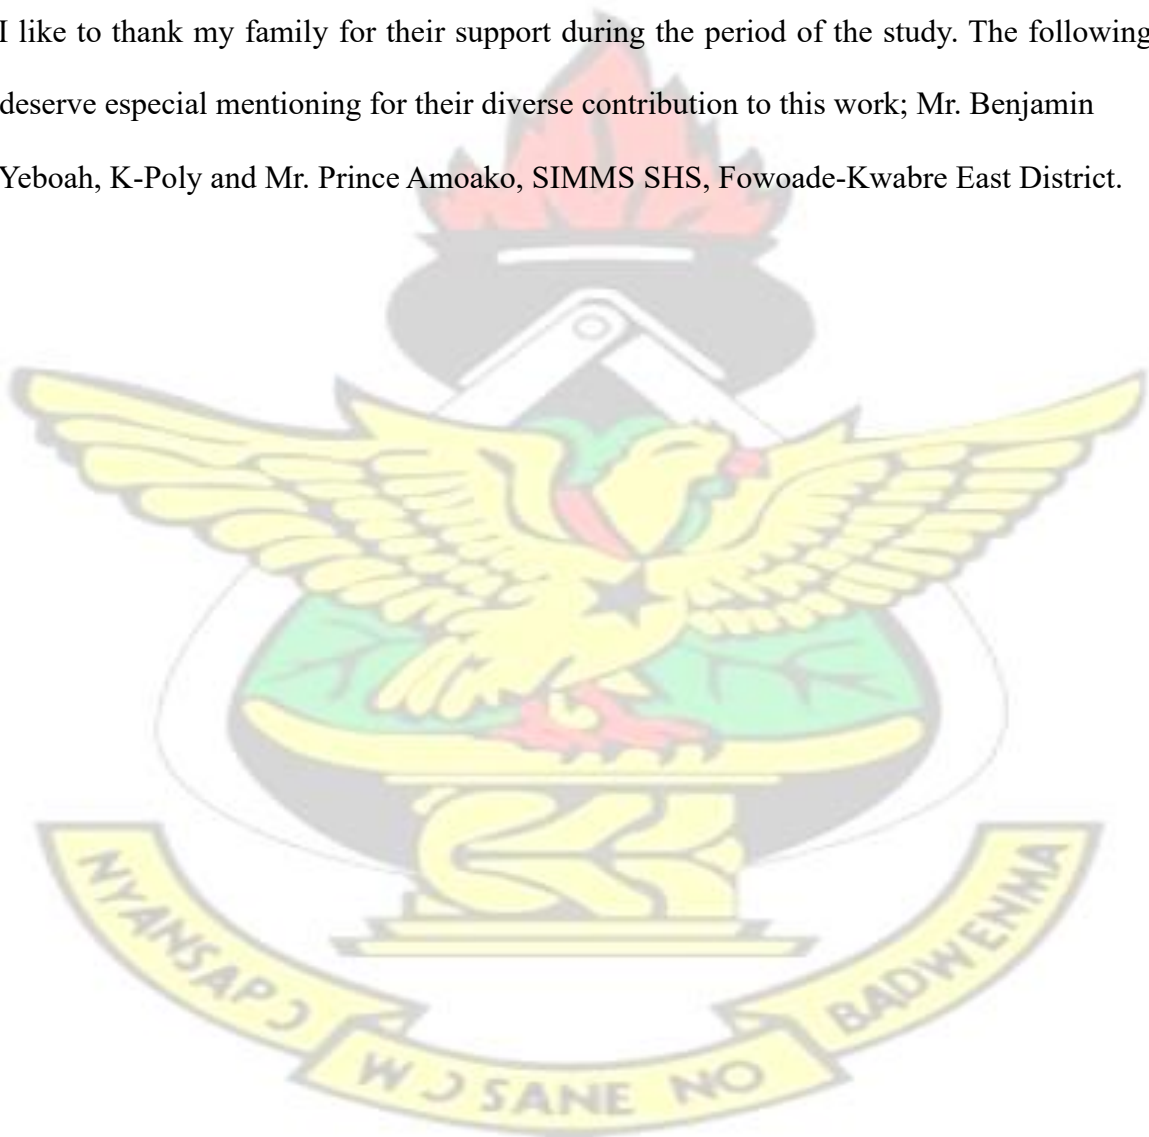 I like to thank my family for their support during the period of the study. The following
deserve especial mentioning for their diverse contribution to this work; Mr. Benjamin
Yeboah, K-Poly and Mr. Prince Amoako, SIMMS SHS, Fowoade-Kwabre East District.
NYANSAPƆ
WƆSANE NO
BADWENMA